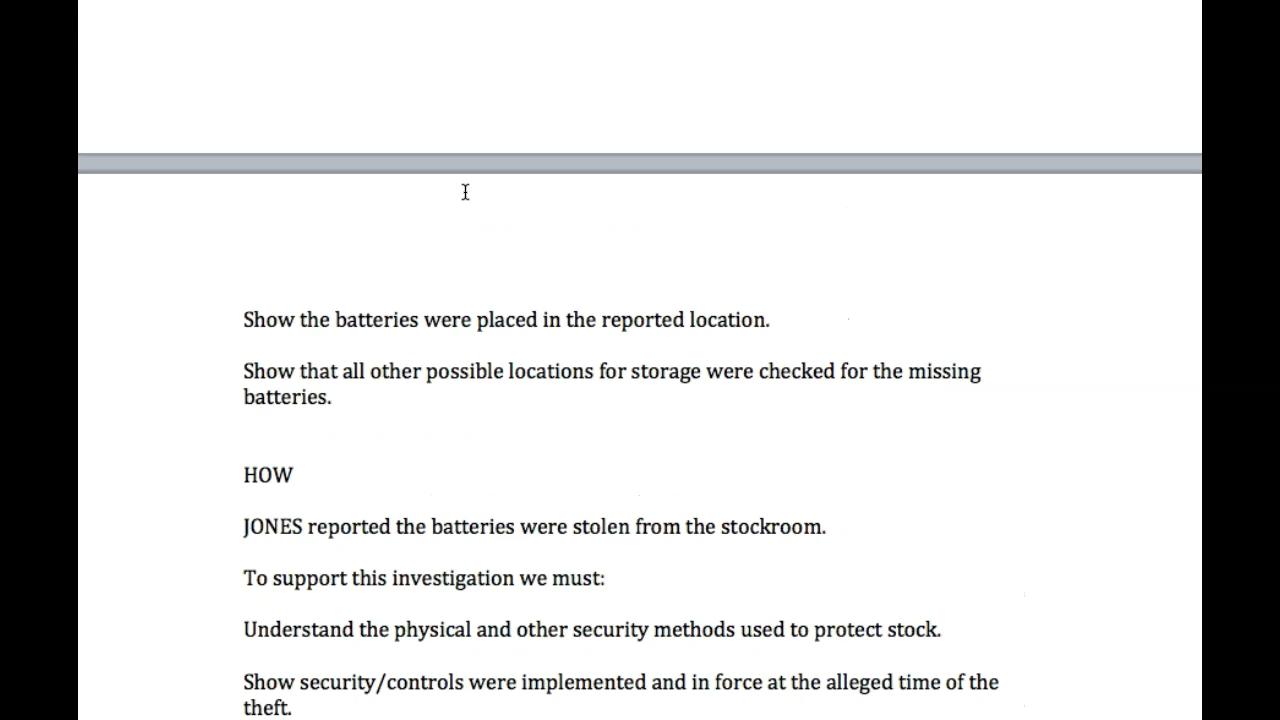 Show the batteries were placed in the reported location.
Show that all other possible locations for storage were checked for the missing
batteries.
HOW
JONES reported the batteries were stolen from the stockroom.
To support this investigation we must:
Understand the physical and other security methods used to protect stock.
Show security/controls were implemented and in force at the alleged time of the
theft.